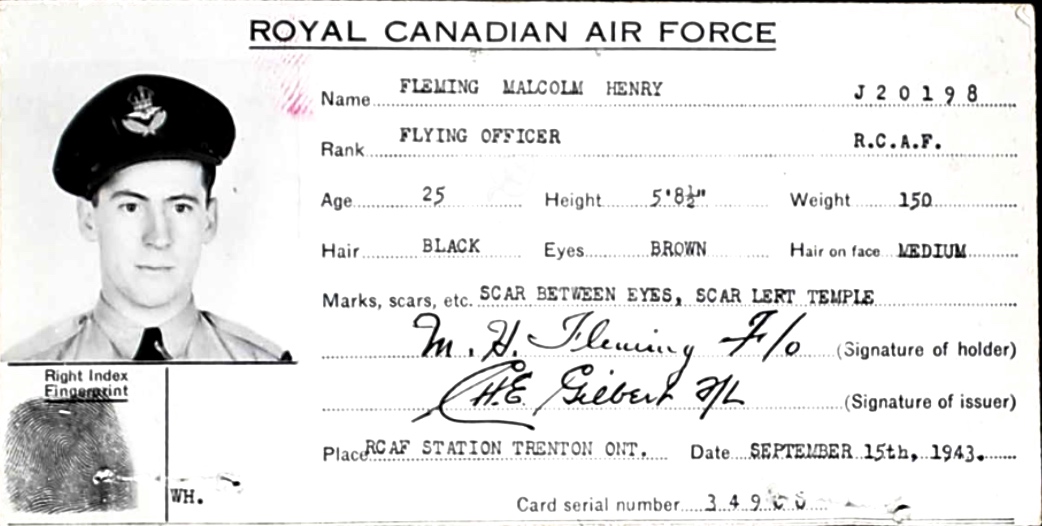 ROYAL CANADIAN AIR FORCE
Name FLEMING MALCOLM HENRY J20198
Rank FLYING OFFICER R.C.A.F.
Age 25 Height 5'8½" Weight 150
Hair BLACK Eyes BROWN Hair on face MEDIUM
Marks, scars, etc. SCAR BETWEEN EYES, SCAR LEFT TEMPLE
M. H. Fleming F/o (Signature of holder)
Right Index
Fingerprint
C.H.E. Gilbert F/L (Signature of issuer)
Place RCAF STATION TRENTON ONT. Date SEPTEMBER 15th, 1943.
WH.
Card serial number